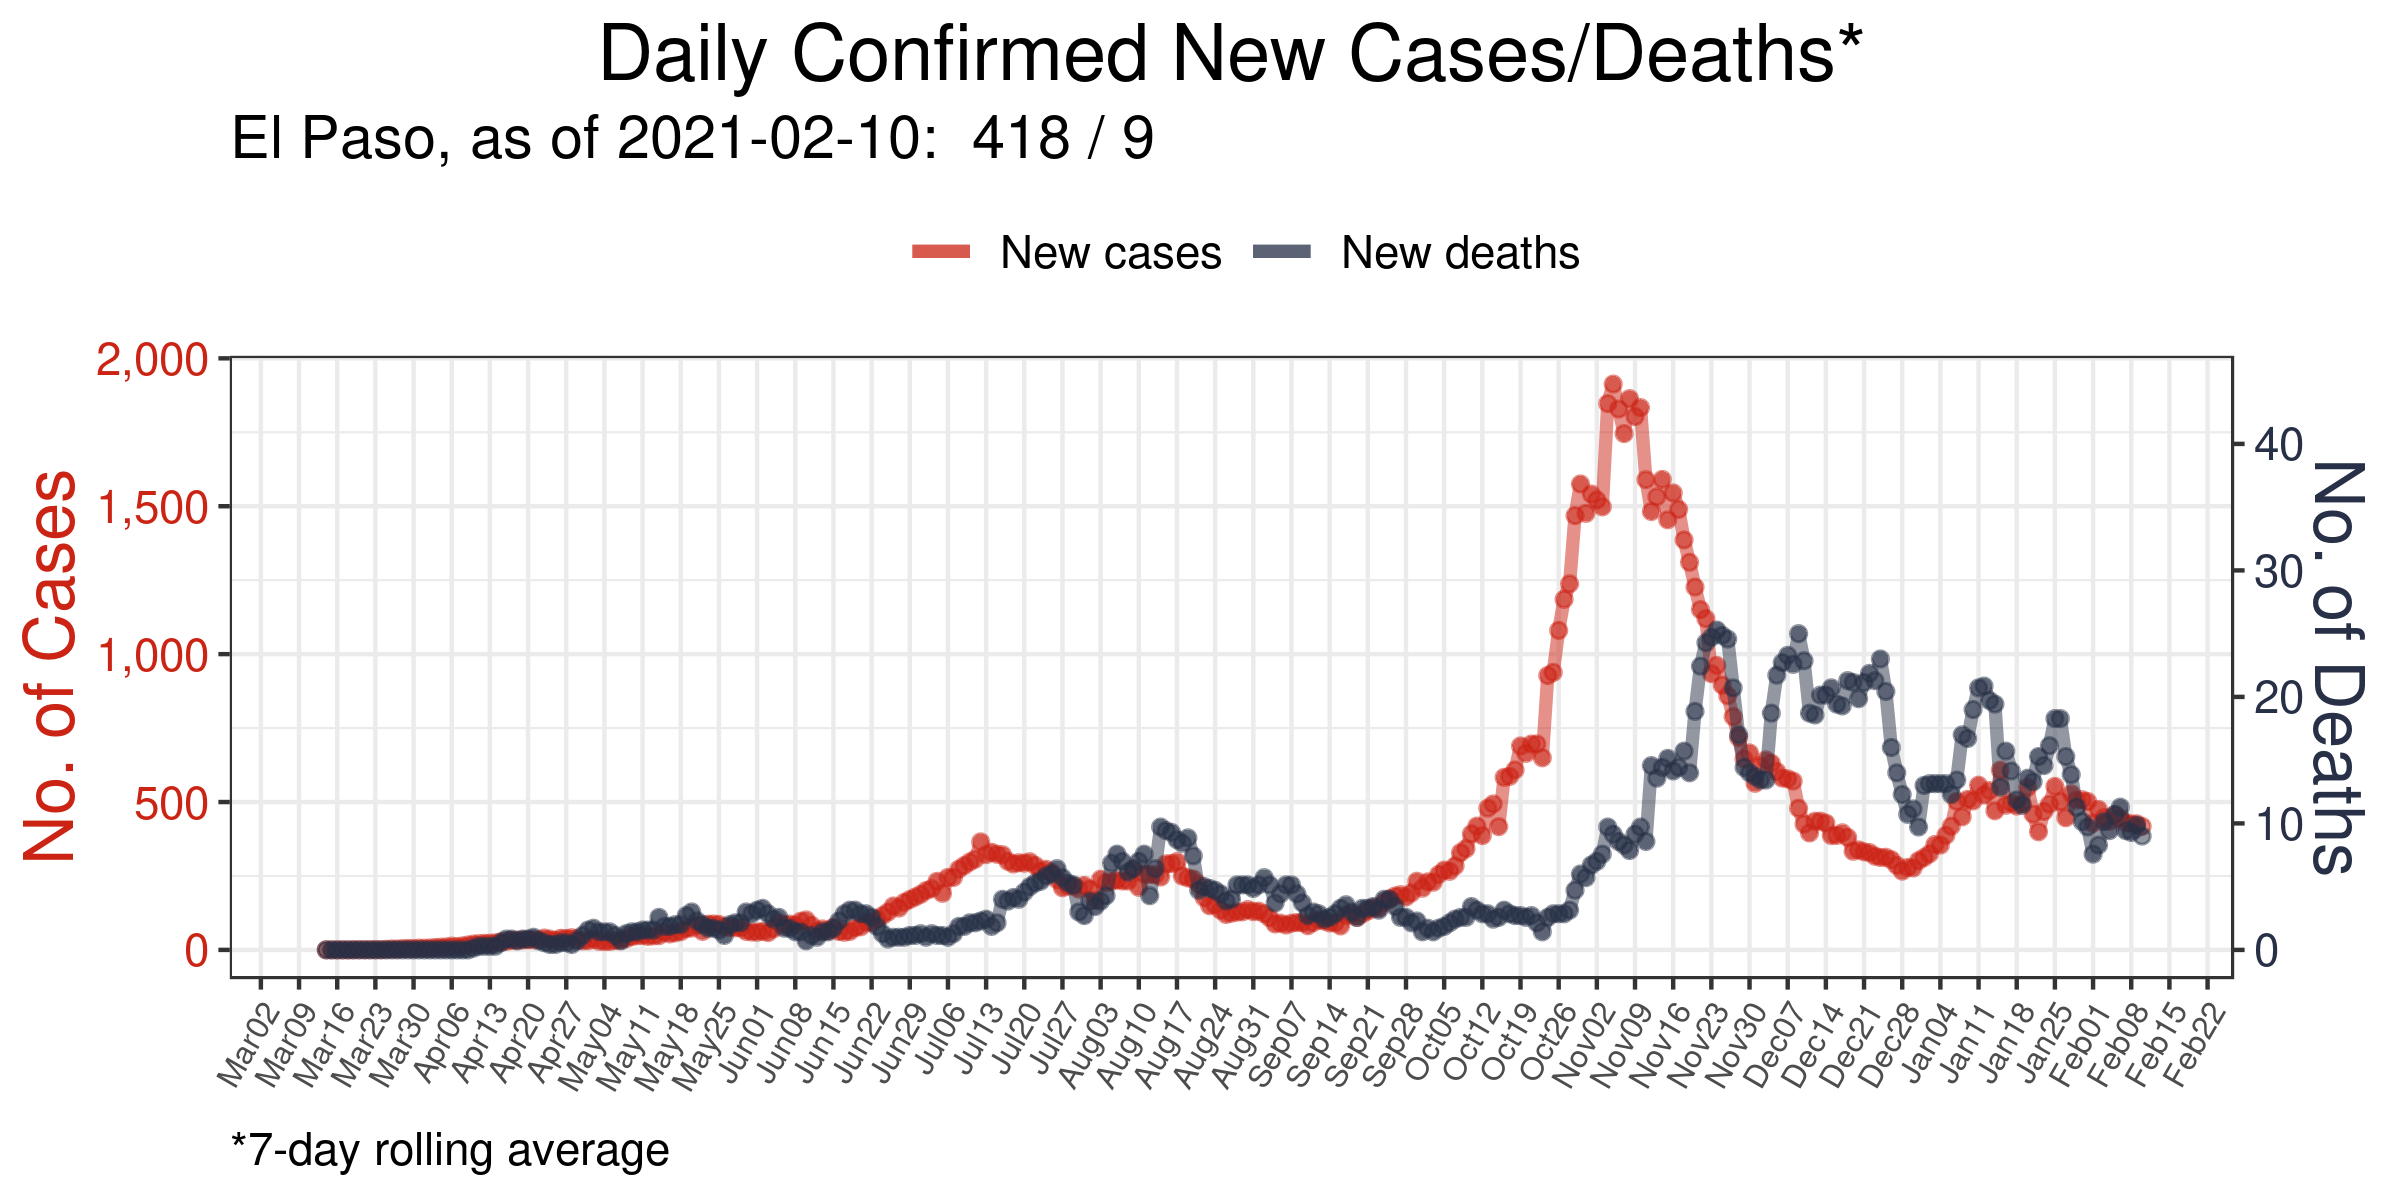 Daily Confirmed New Cases/Deaths*
El Paso, as of 2021-02-10:  418 / 9
New cases New deaths
No. of Cases
2,000
1,500
1,000
500
0
40
30
20
10
0
No. of Deaths
Mar02 Mar09 Mar16 Mar23 Mar30 Apr06 Apr13 Apr20 Apr27 May04 May11 May18 May25 Jun01 Jun08 Jun15 Jun22 Jun29 Jul06 Jul13 Jul20 Jul27 Aug03 Aug10 Aug17 Aug24 Aug31 Sep07 Sep14 Sep21 Sep28 Oct05 Oct12 Oct19 Oct26 Nov02 Nov09 Nov16 Nov23 Nov30 Dec07 Dec14 Dec21 Dec28 Jan04 Jan11 Jan18 Jan25 Feb01 Feb08 Feb15 Feb22
*7-day rolling average